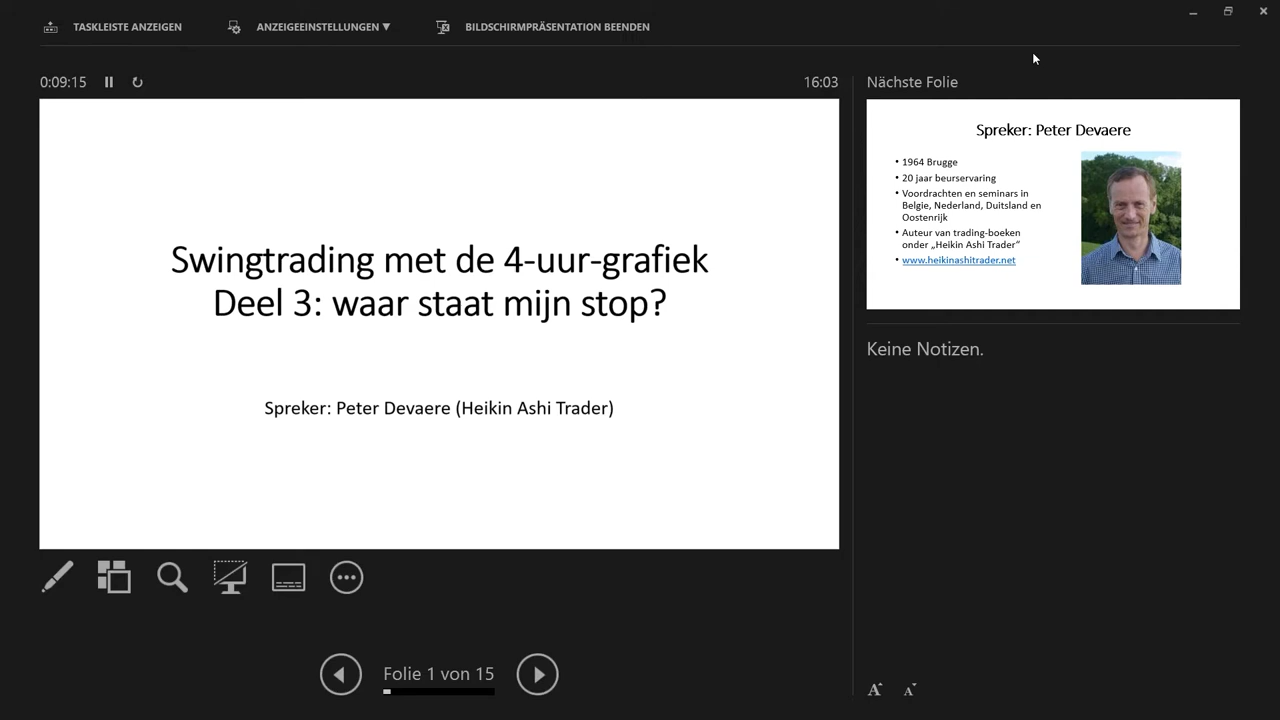 TASKLEISTE ANZEIGEN
ANZEIGEEINSTELLUNGEN ▼
BILDSCHIRMPRÄSENTATION BEENDEN
0:09:15
16:03
Swingtrading met de 4-uur-grafiek
Deel 3: waar staat mijn stop?
Spreker: Peter Devaere (Heikin Ashi Trader)
Folie 1 von 15
Nächste Folie
Spreker: Peter Devaere
• 1964 Brugge
• 20 jaar beurservaring
• Voordrachten en seminars in
Belgie, Nederland, Duitsland en
Oostenrijk
• Auteur van trading-boeken
onder „Heikin Ashi Trader“
• www.heikinashitrader.net
Keine Notizen.
A A